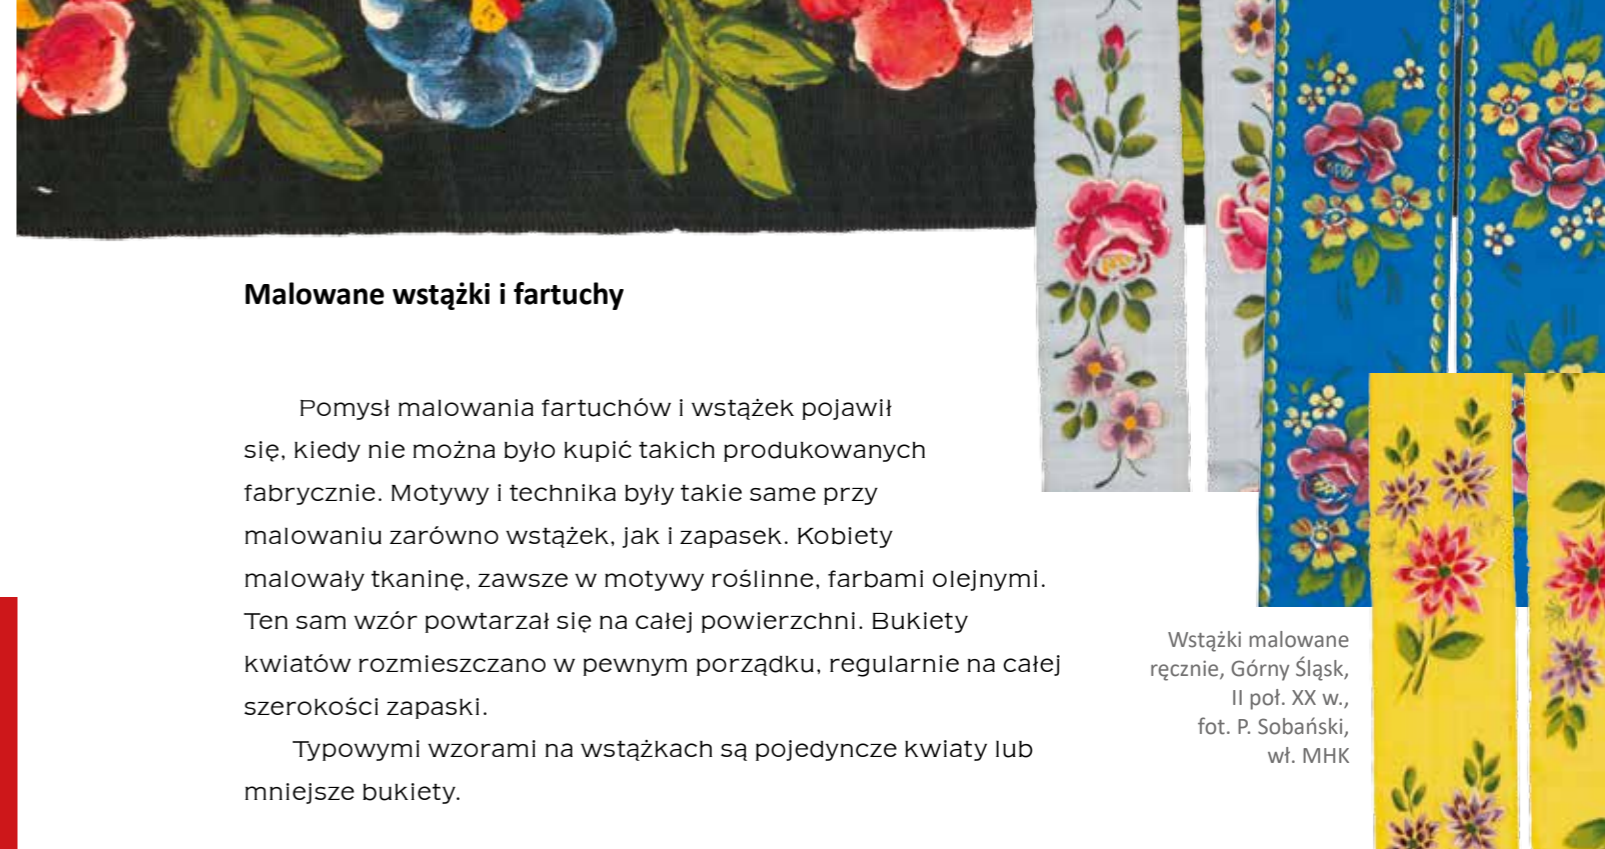 Malowane wstążki i fartuchy
Pomysł malowania fartuchów i wstążek pojawił
się, kiedy nie można było kupić takich produkowanych
fabrycznie. Motywy i technika były takie same przy
malowaniu zarówno wstążek, jak i zapasek. Kobiety
malowały tkaninę, zawsze w motywy roślinne, farbami olejnymi.
Ten sam wzór powtarzał się na całej powierzchni. Bukiety
kwiatów rozmieszczano w pewnym porządku, regularnie na całej
szerokości zapaski.
Typowymi wzorami na wstążkach są pojedyncze kwiaty lub
mniejsze bukiety.
Wstążki malowane
ręcznie, Górny Śląsk,
II poł. XX w.,
fot. P. Sobański,
wł. MHK